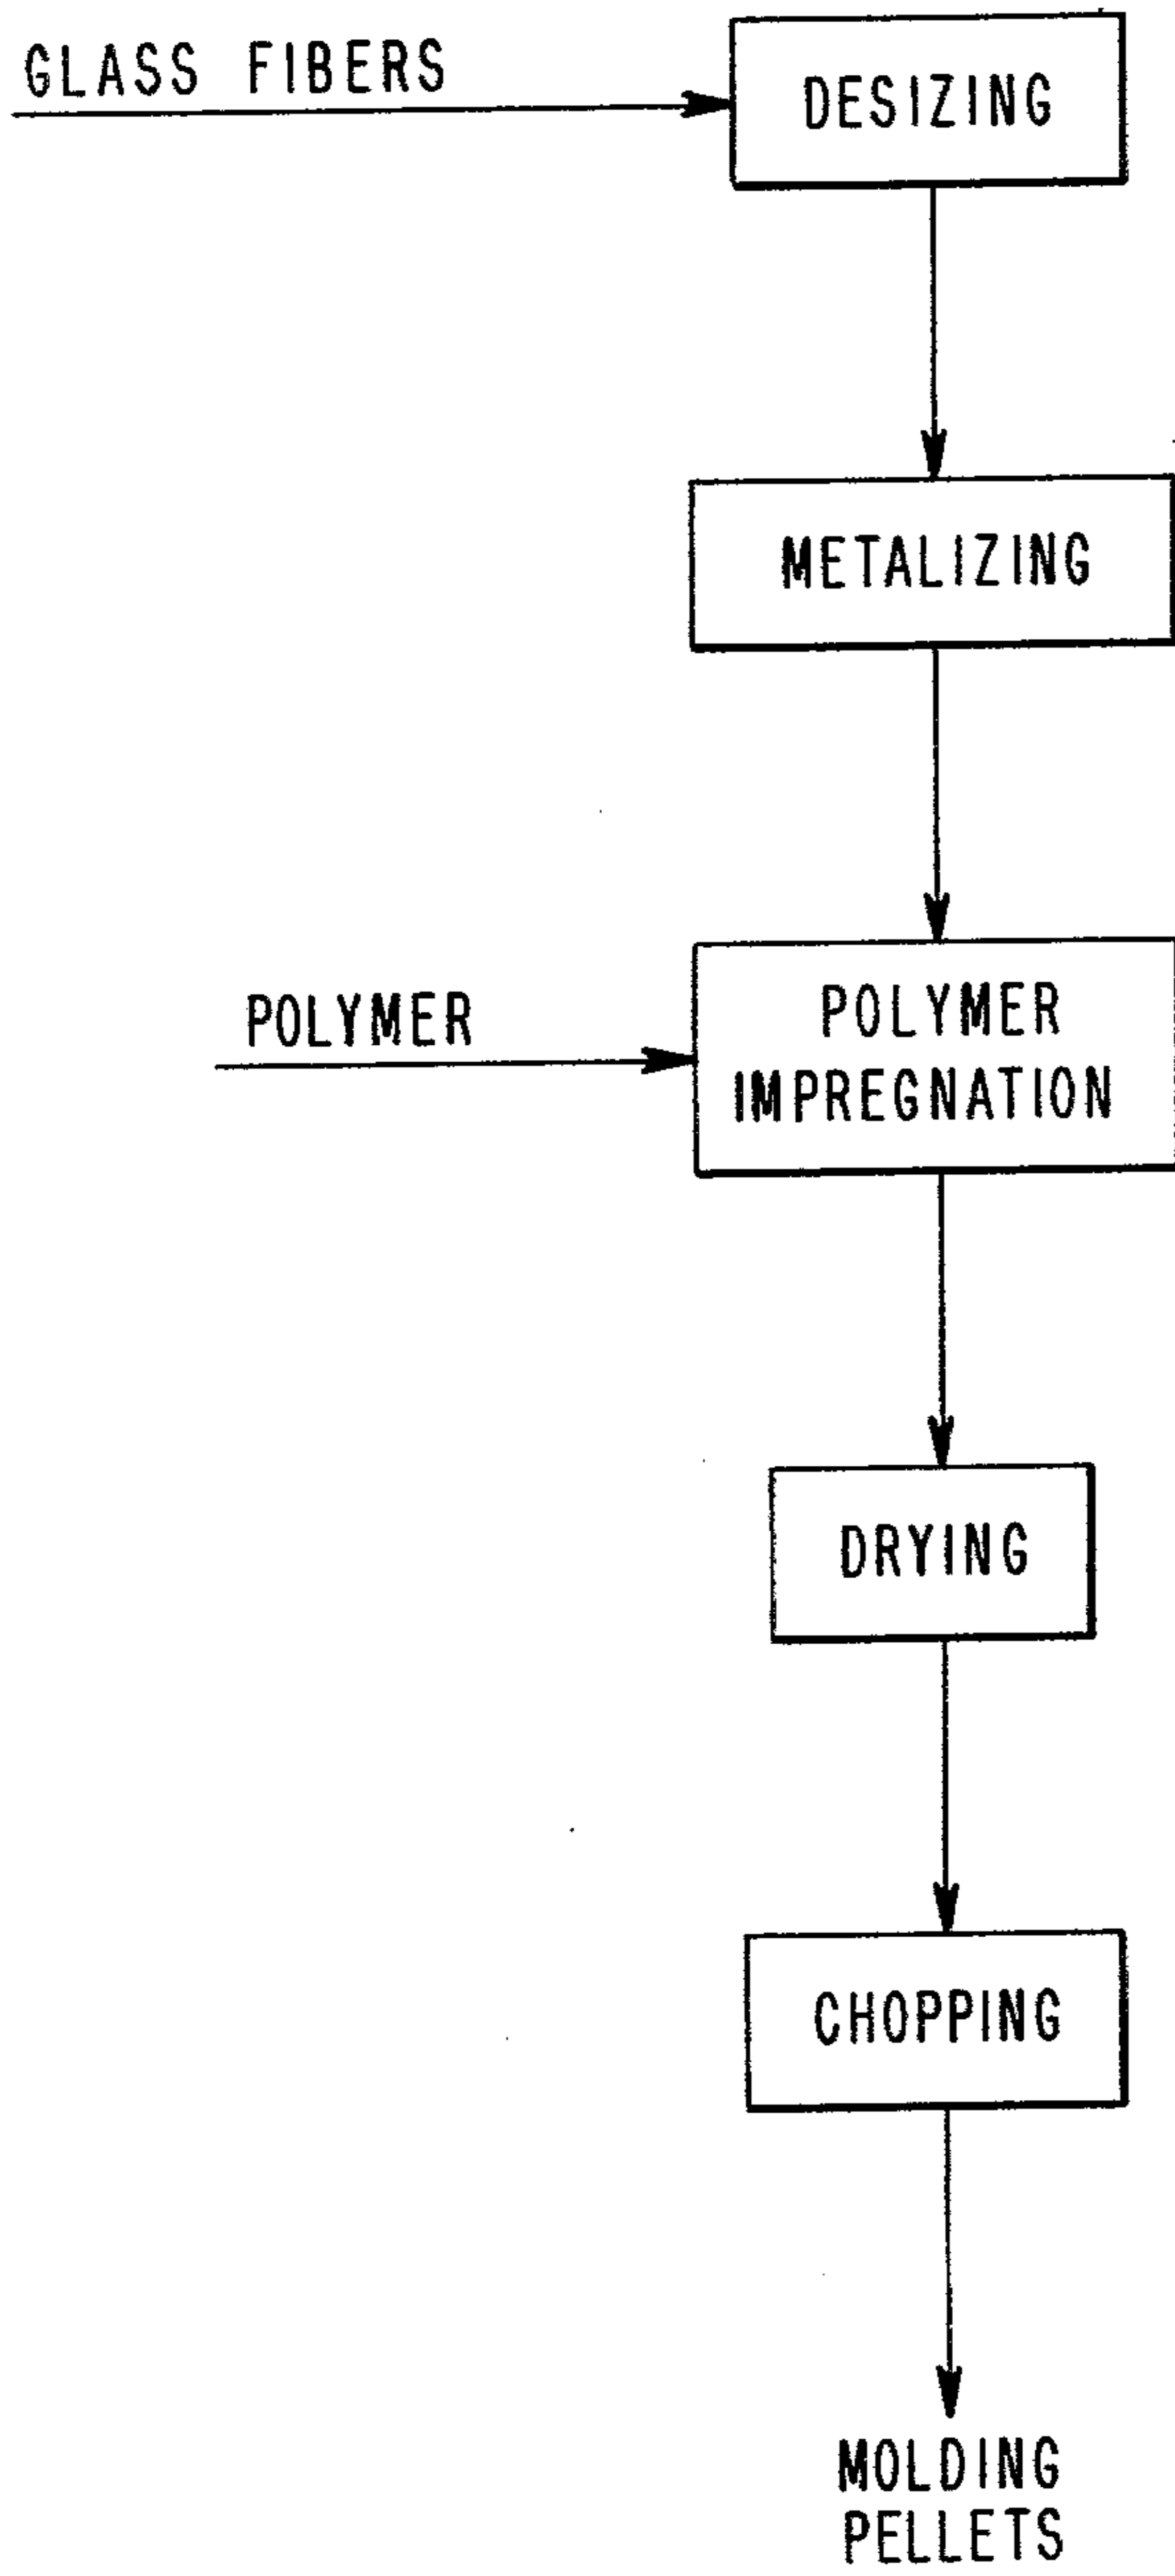 GLASS FIBERS
DESIZING
METALIZING
POLYMER
POLYMER
IMPREGNATION
DRYING
CHOPPING
MOLDING
PELLETS